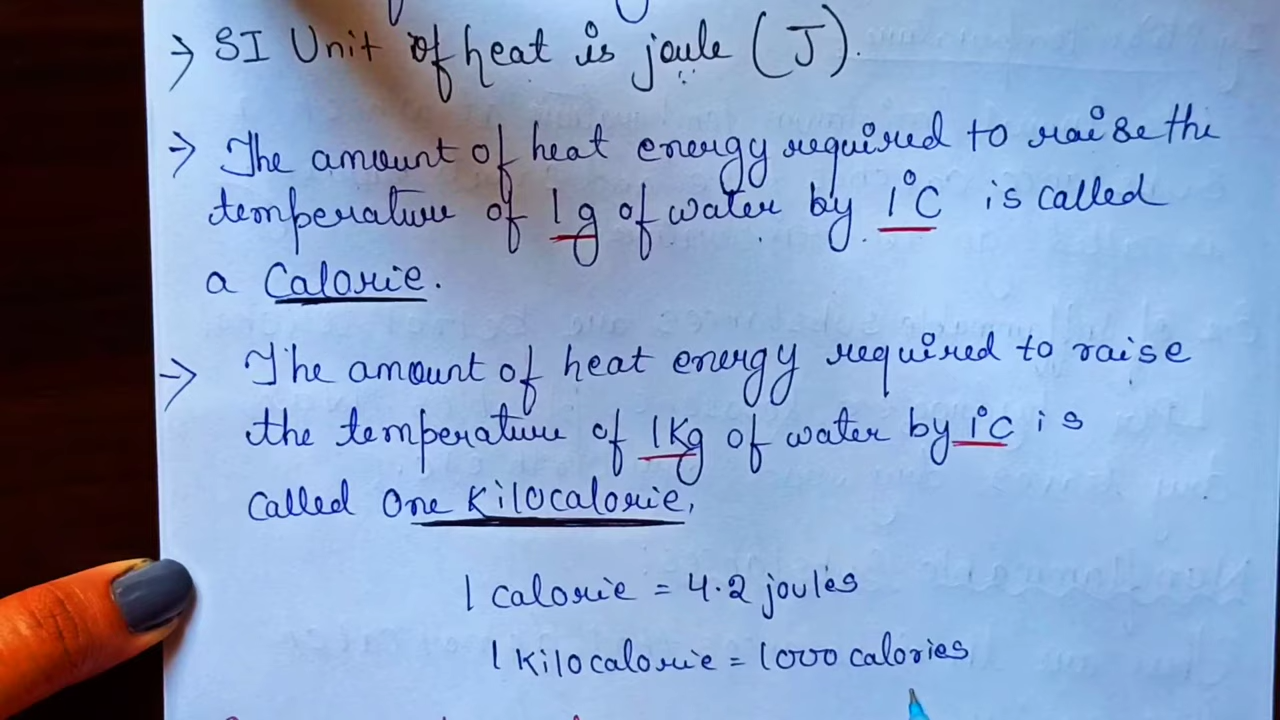 → SI Unit of heat is joule (J).
→ The amount of heat energy required to raise the
temperature of 1g of water by 1°C is called
a Calorie.
→ The amount of heat energy required to raise
the temperature of 1Kg of water by 1°C is
called One Kilocalorie.
1 calorie = 4.2 joules
1 Kilocalorie = 1000 calories